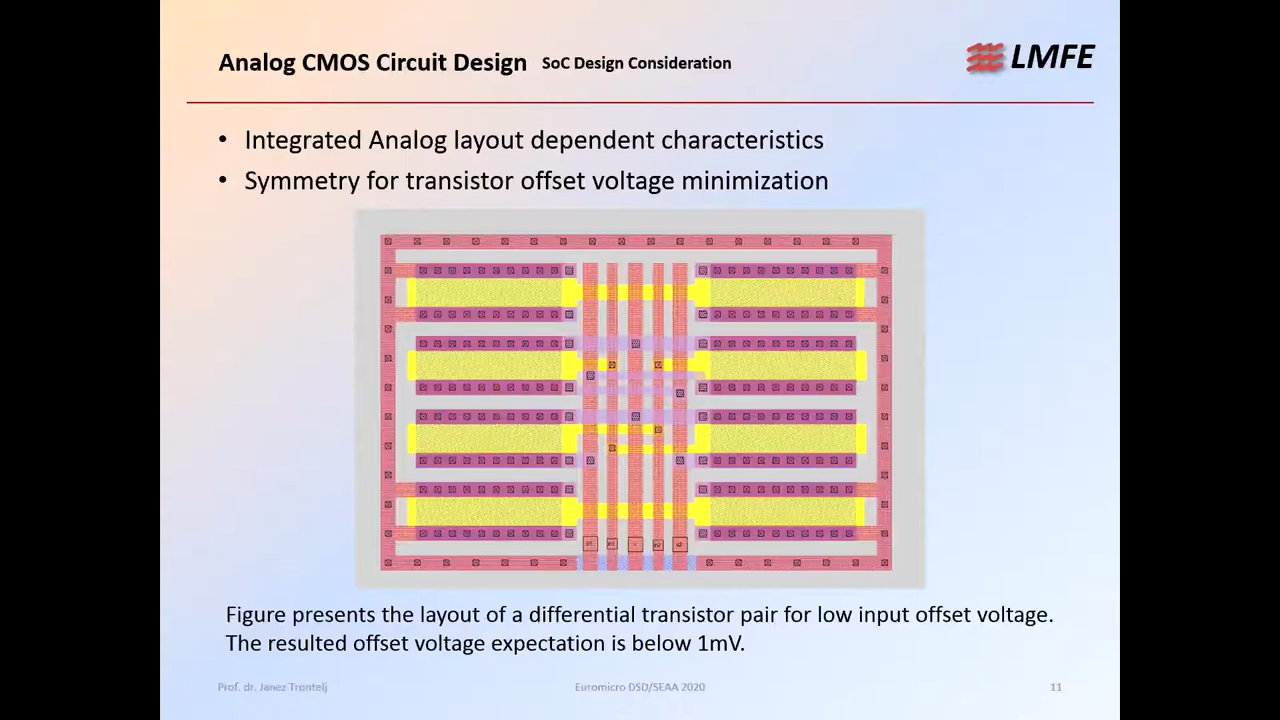 Analog CMOS Circuit Design SoC Design Consideration
LMFE
• Integrated Analog layout dependent characteristics
• Symmetry for transistor offset voltage minimization
Figure presents the layout of a differential transistor pair for low input offset voltage.
The resulted offset voltage expectation is below 1mV.
Prof. dr. Janez Trontelj
Euromicro DSD/SEAA 2020
11